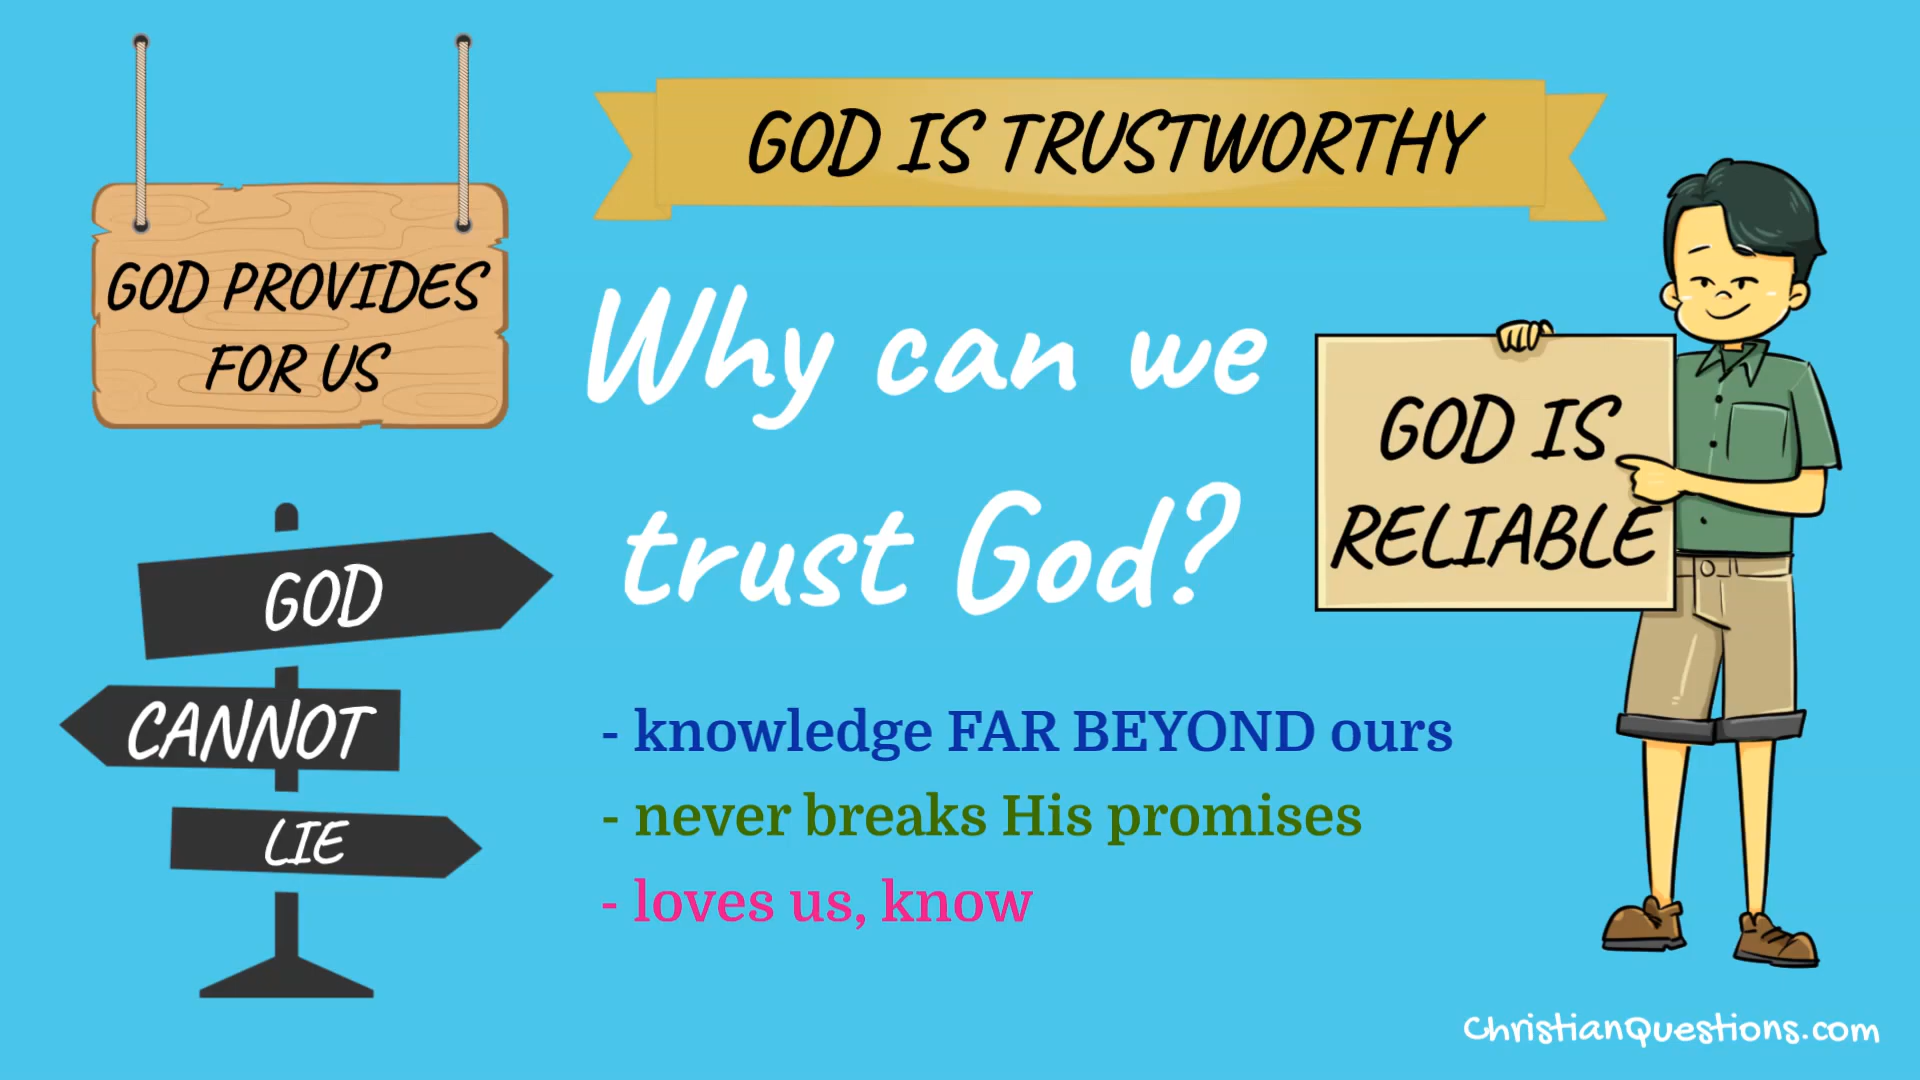 GOD IS TRUSTWORTHY
GOD PROVIDES
FOR US
Why can we
trust God?
GOD IS
RELIABLE
GOD
CANNOT
LIE
- knowledge FAR BEYOND ours
- never breaks His promises
- loves us, know
ChristianQuestions.com